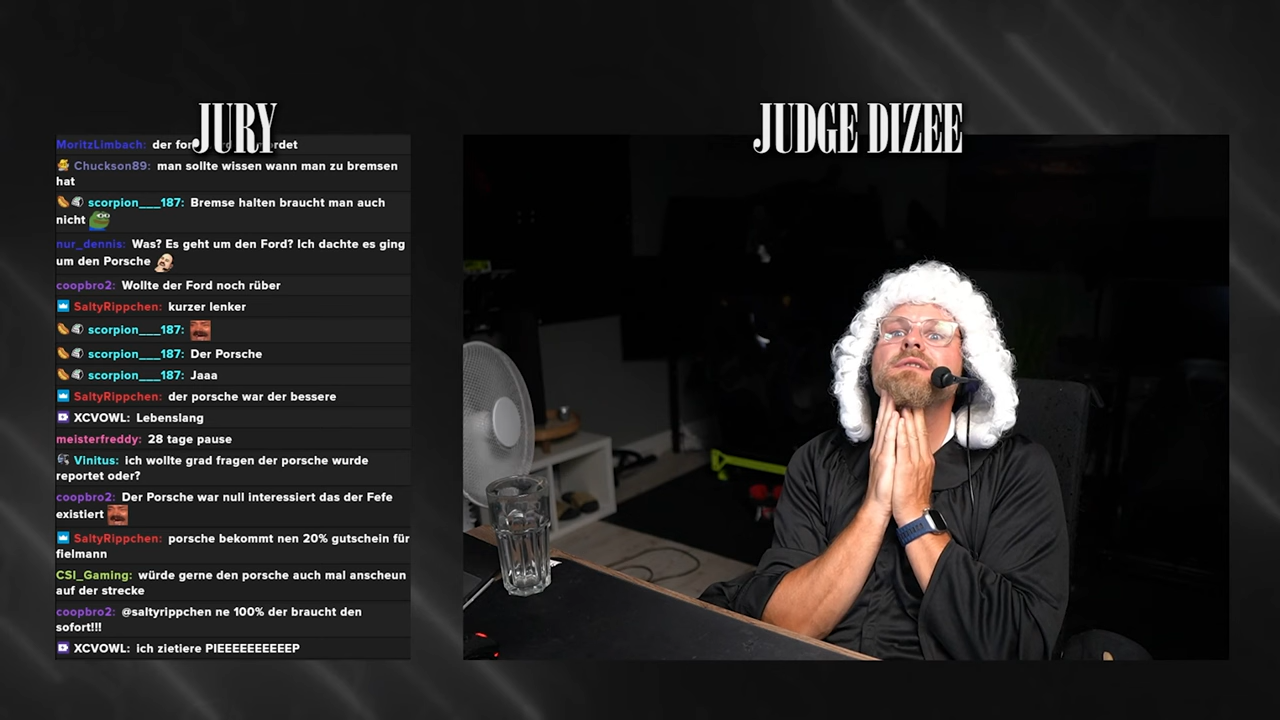 JURY
JUDGE DIZEE
MoritzLimbach: der
Chuckson89: man sollte wissen wann man zu bremsen
hat
scorpion___187: Bremse halten braucht man auch
nicht
nur_dennis: Was? Es geht um den Ford? Ich dachte es ging
um den Porsche
coopbro2: Wollte der Ford noch rüber
SaltyRippchen: kurzer lenker
scorpion___187:
scorpion___187: Der Porsche
scorpion___187: Jaaa
SaltyRippchen: der porsche war der bessere
XCVOWL: Lebenslang
meisterfreddy: 28 tage pause
Vinitus: ich wollte grad fragen der porsche wurde
reportet oder?
coopbro2: Der Porsche war null interessiert das der Fefe
existiert
SaltyRippchen: porsche bekommt nen 20% gutschein für
fielmann
CSI_Gaming: würde gerne den porsche auch mal anscheun
auf der strecke
coopbro2: @saltyrippchen ne 100% der braucht den
sofort!!!
XCVOWL: ich zietiere PIEEEEEEEEEEP